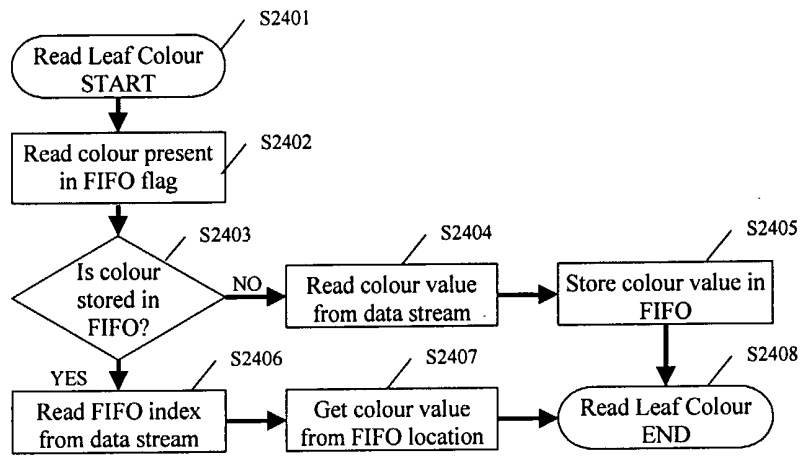 S2401
Read Leaf Colour
START
S2402
Read colour present
in FIFO flag
S2403
Is colour
stored in
FIFO?
NO
S2404
Read colour value
from data stream
S2405
Store colour value in
FIFO
YES
S2406
Read FIFO index
from data stream
S2407
Get colour value
from FIFO location
S2408
Read Leaf Colour
END